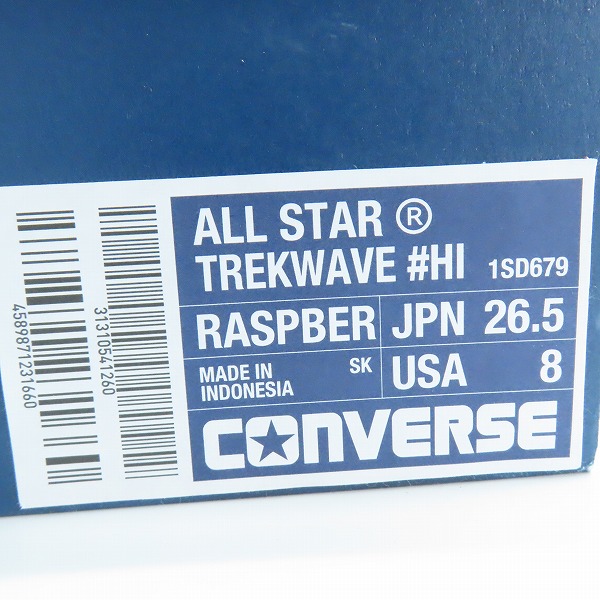 4589871231660
31310541260
ALL STAR ®
TREKWAVE #HI 1SD679
RASPBER JPN 26.5
MADE IN INDONESIA SK USA 8
CONVERSE